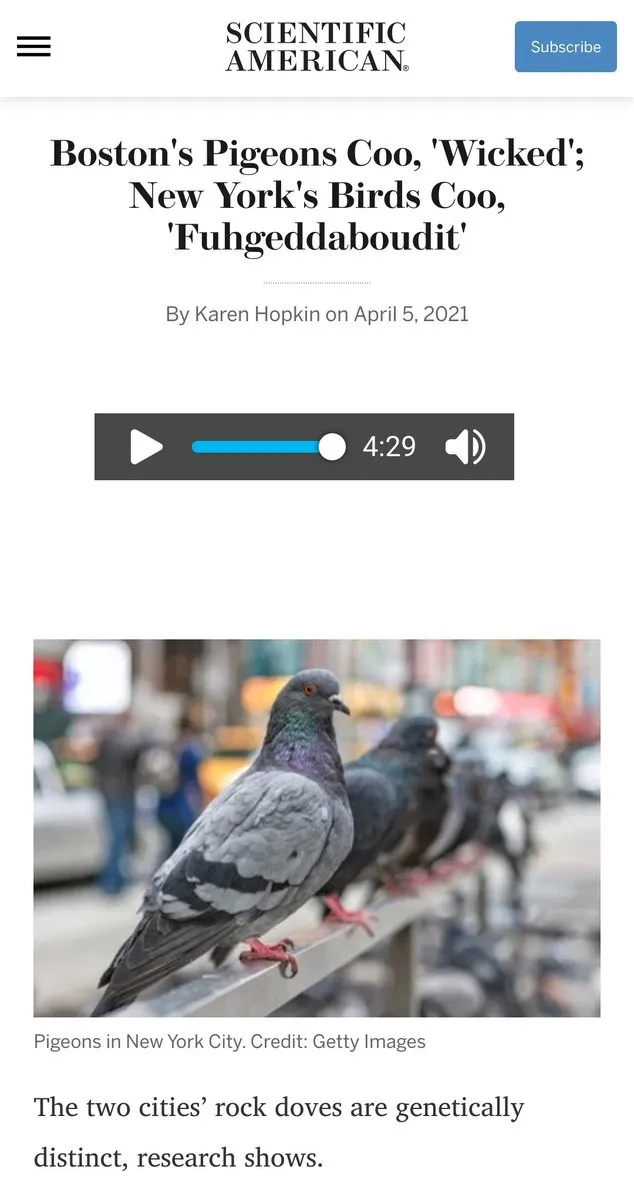 SCIENTIFIC
AMERICAN®
Subscribe
Boston's Pigeons Coo, 'Wicked';
New York's Birds Coo,
'Fuhgeddaboudit'
By Karen Hopkin on April 5, 2021
4:29
Pigeons in New York City. Credit: Getty Images
The two cities’ rock doves are genetically
distinct, research shows.